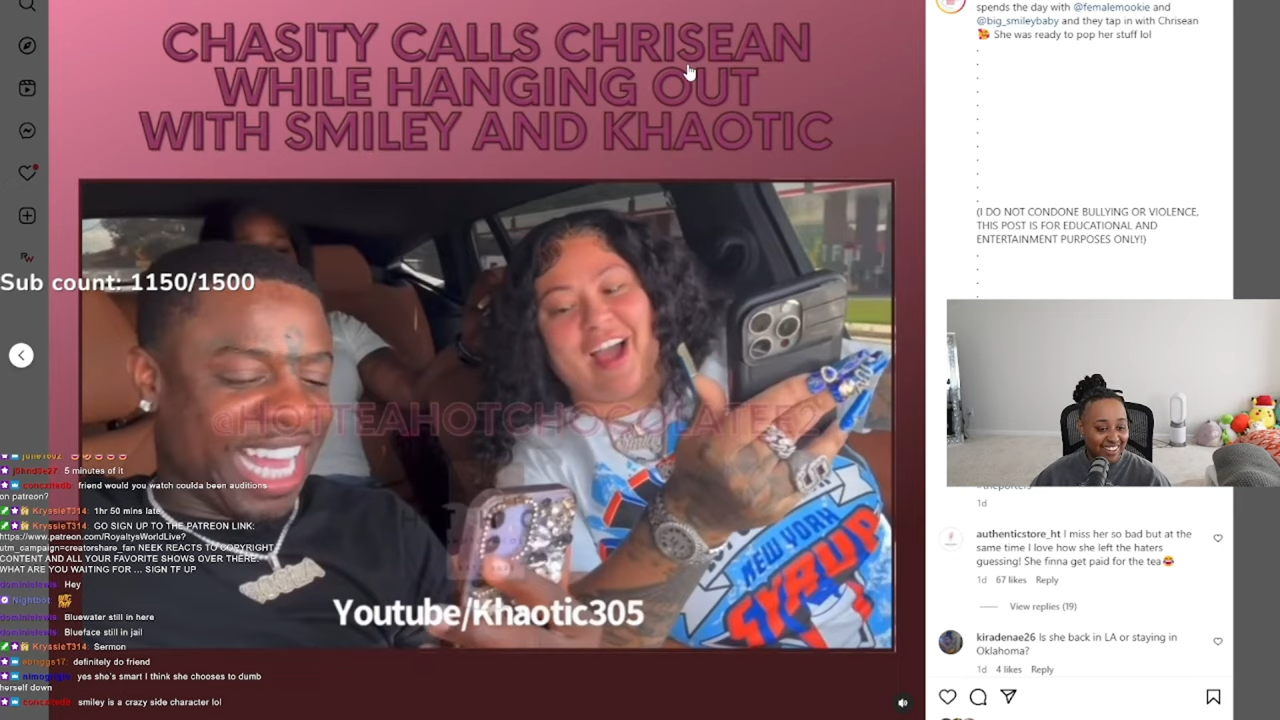 CHASITY CALLS CHRISEAN
WHILE HANGING OUT
WITH SMILEY AND KHAOTIC
spends the day with @femalemookie and
@big_smileybaby and they tap in with Chrisean
🥰 She was ready to pop her stuff lol
.
.
.
.
.
.
.
.
.
.
.
.
(I DO NOT CONDONE BULLYING OR VIOLENCE,
THIS POST IS FOR EDUCATIONAL AND
ENTERTAINMENT PURPOSES ONLY!)
.
.
.
.
Sub count: 1150/1500
@HOTTEAHOTCHOCOLATEE2
Smiley
NEW YORK
Youtube/Khaotic305
5 minutes of it
friend would you watch coulda been auditions
on patreon?
KryssieT314: 1hr 50 mins late
KryssieT314: GO SIGN UP TO THE PATREON LINK:
https://www.patreon.com/RoyaltysWorldLive?
utm_campaign=creatorshare_fan NEEK REACTS TO COPYRIGHT
CONTENT AND ALL YOUR FAVORITE SHOWS OVER THERE.
WHAT ARE YOU WAITING FOR ... SIGN TF UP
Hey
Nightbot:
Bluewater still in here
Blueface still in jail
KryssieT314: Sermon
definitely do friend
yes she's smart I think she chooses to dumb
herself down
smiley is a crazy side character lol
1d
authenticstore_ht I miss her so bad but at the
same time I love how she left the haters
guessing! She finna get paid for the tea😂
1d 67 likes Reply
View replies (19)
kiradenae26 Is she back in LA or staying in
Oklahoma?
1d 4 likes Reply